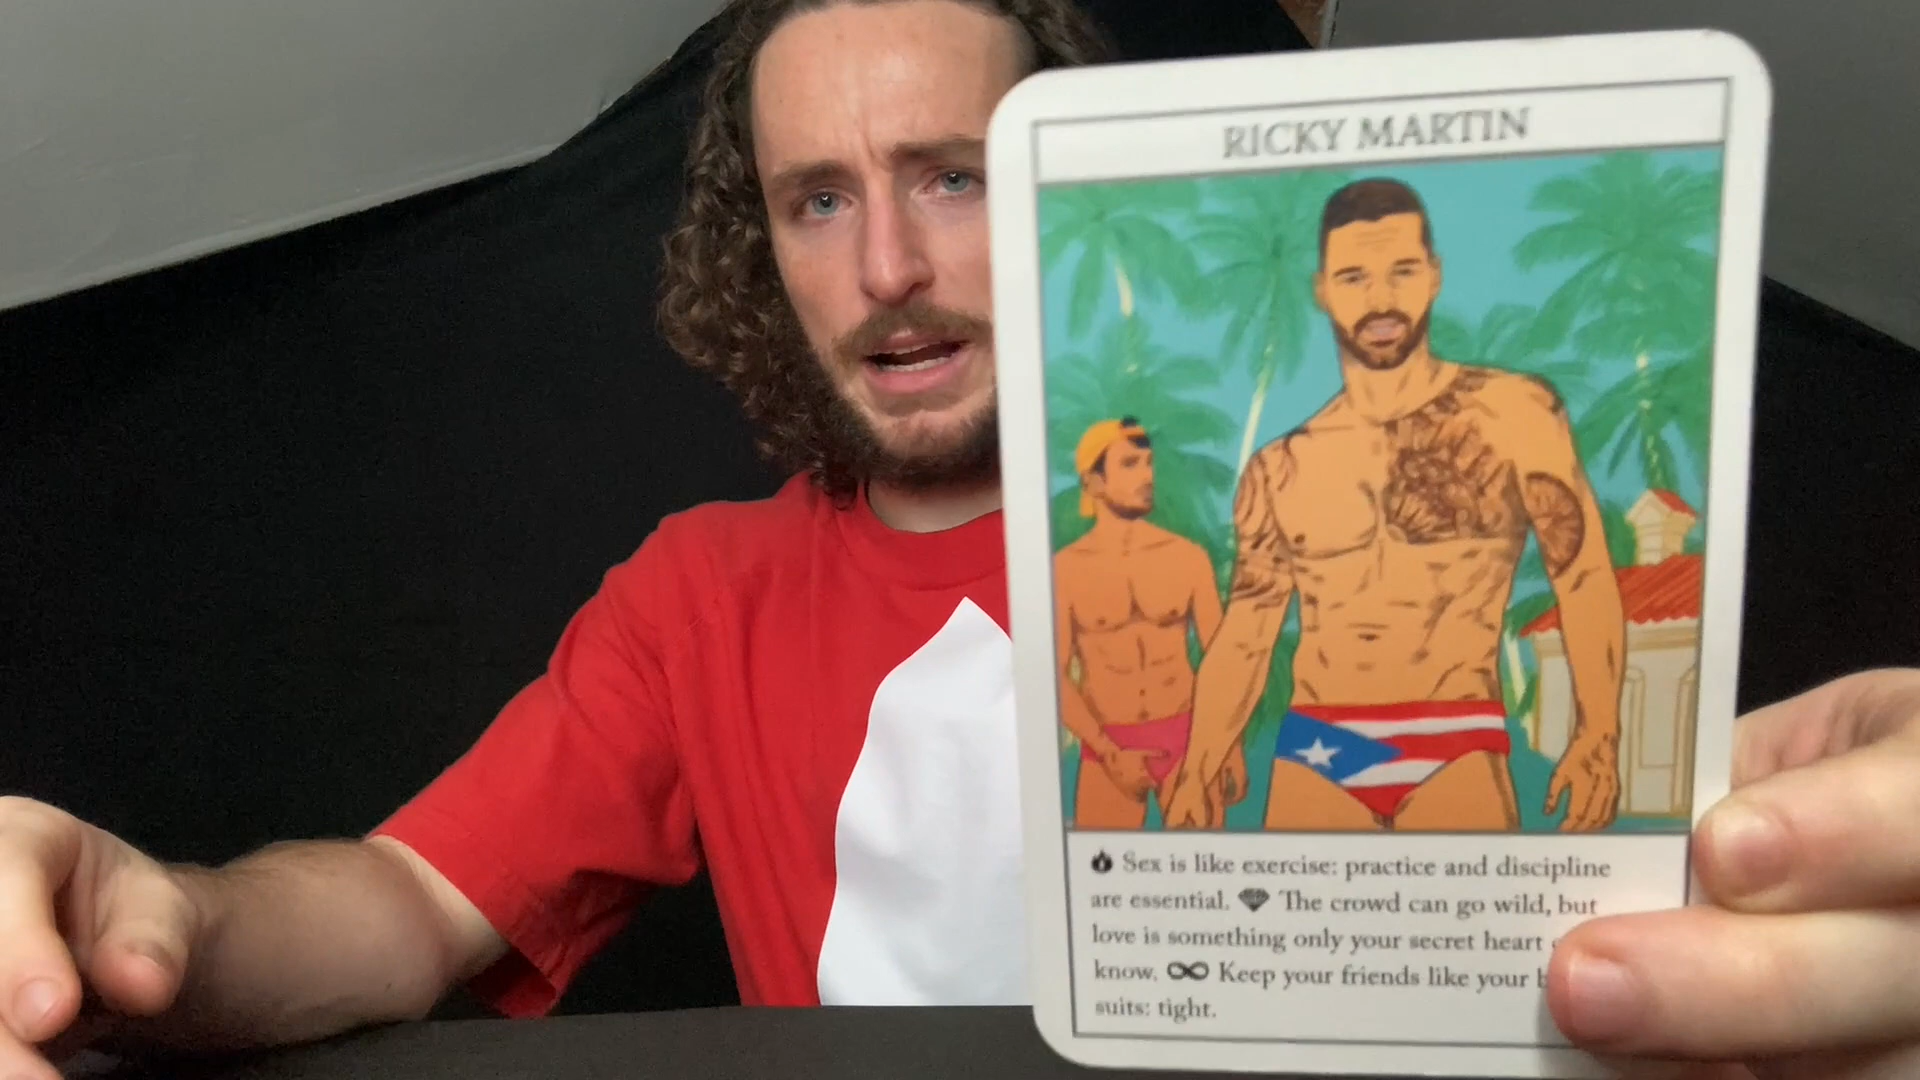 RICKY MARTIN
Sex is like exercise: practice and discipline
are essential. The crowd can go wild, but
love is something only your secret heart
know. Keep your friends like your
suits: tight.